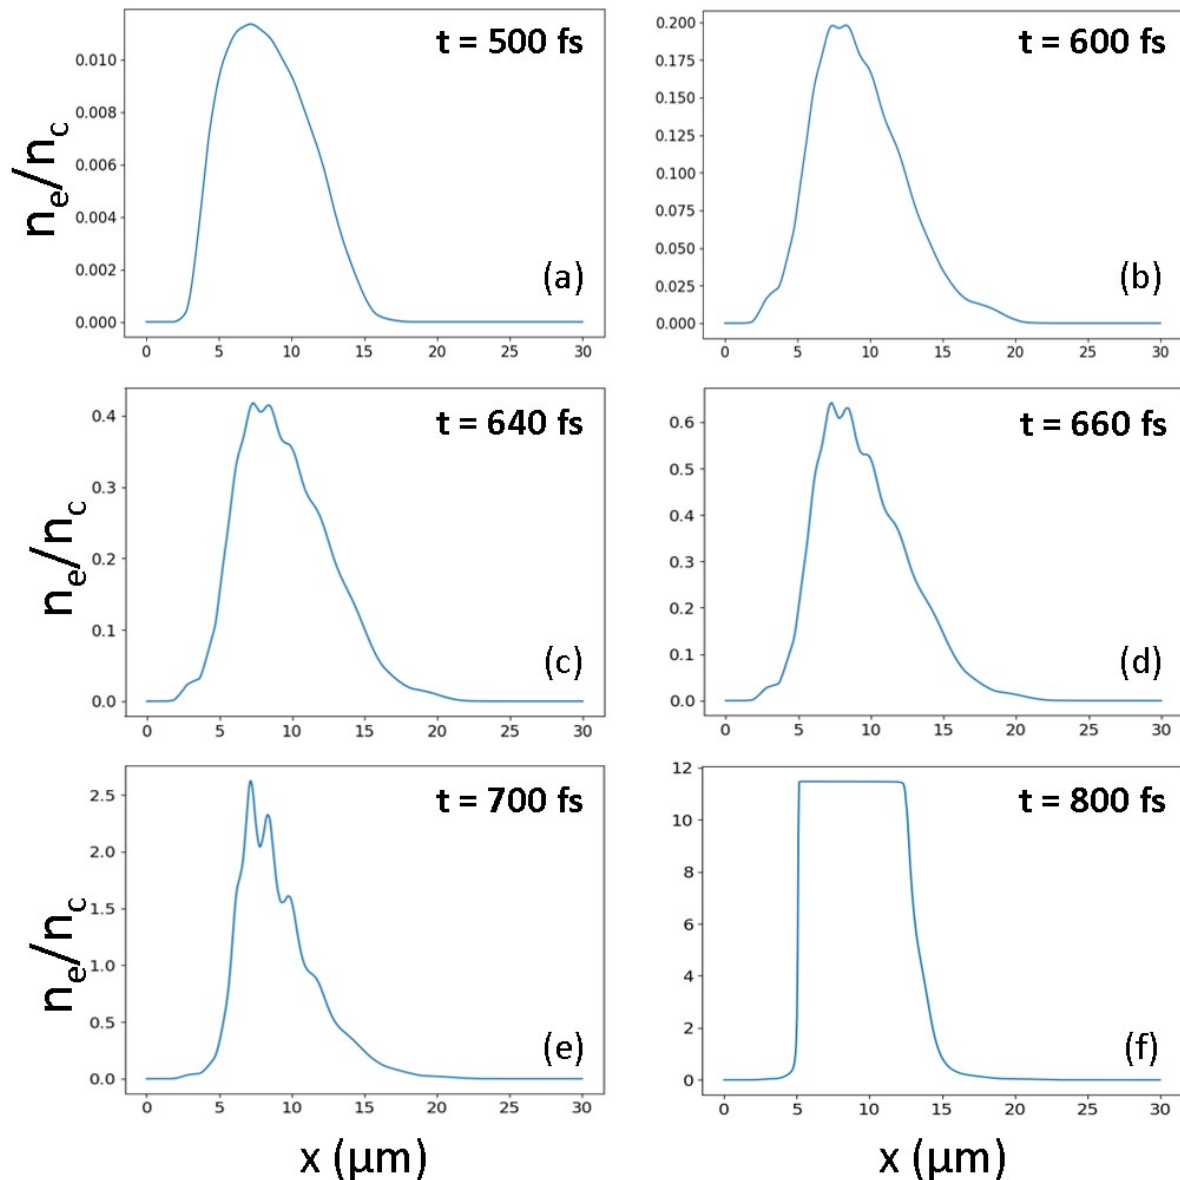 t = 500 fs
0.010
0.008
0.006
0.004
0.002
0.000
n_e/n_c
(a)
0 5 10 15 20 25 30
t = 600 fs
0.200
0.175
0.150
0.125
0.100
0.075
0.050
0.025
0.000
(b)
0 5 10 15 20 25 30
t = 640 fs
0.4
0.3
0.2
0.1
0.0
n_e/n_c
(c)
0 5 10 15 20 25 30
t = 660 fs
0.6
0.5
0.4
0.3
0.2
0.1
0.0
(d)
0 5 10 15 20 25 30
t = 700 fs
2.5
2.0
1.5
1.0
0.5
0.0
n_e/n_c
(e)
0 5 10 15 20 25 30
x (μm)
t = 800 fs
12
10
8
6
4
2
0
(f)
0 5 10 15 20 25 30
x (μm)